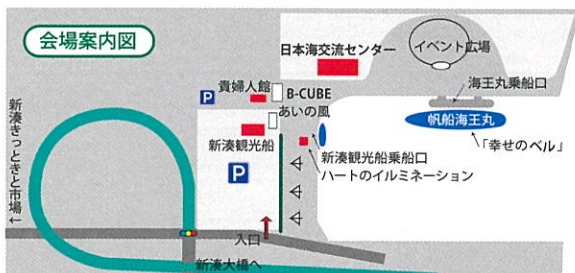 会場案内図
日本海交流センター
イベント広場
海王丸乗船口
貴婦人館
B-CUBE
P
あいの風
帆船海王丸
「幸せのベル」
新湊観光船
新湊観光船乗船口
ハートのイルミネーション
P
新湊きっときと市場←
入口
新湊大橋へ